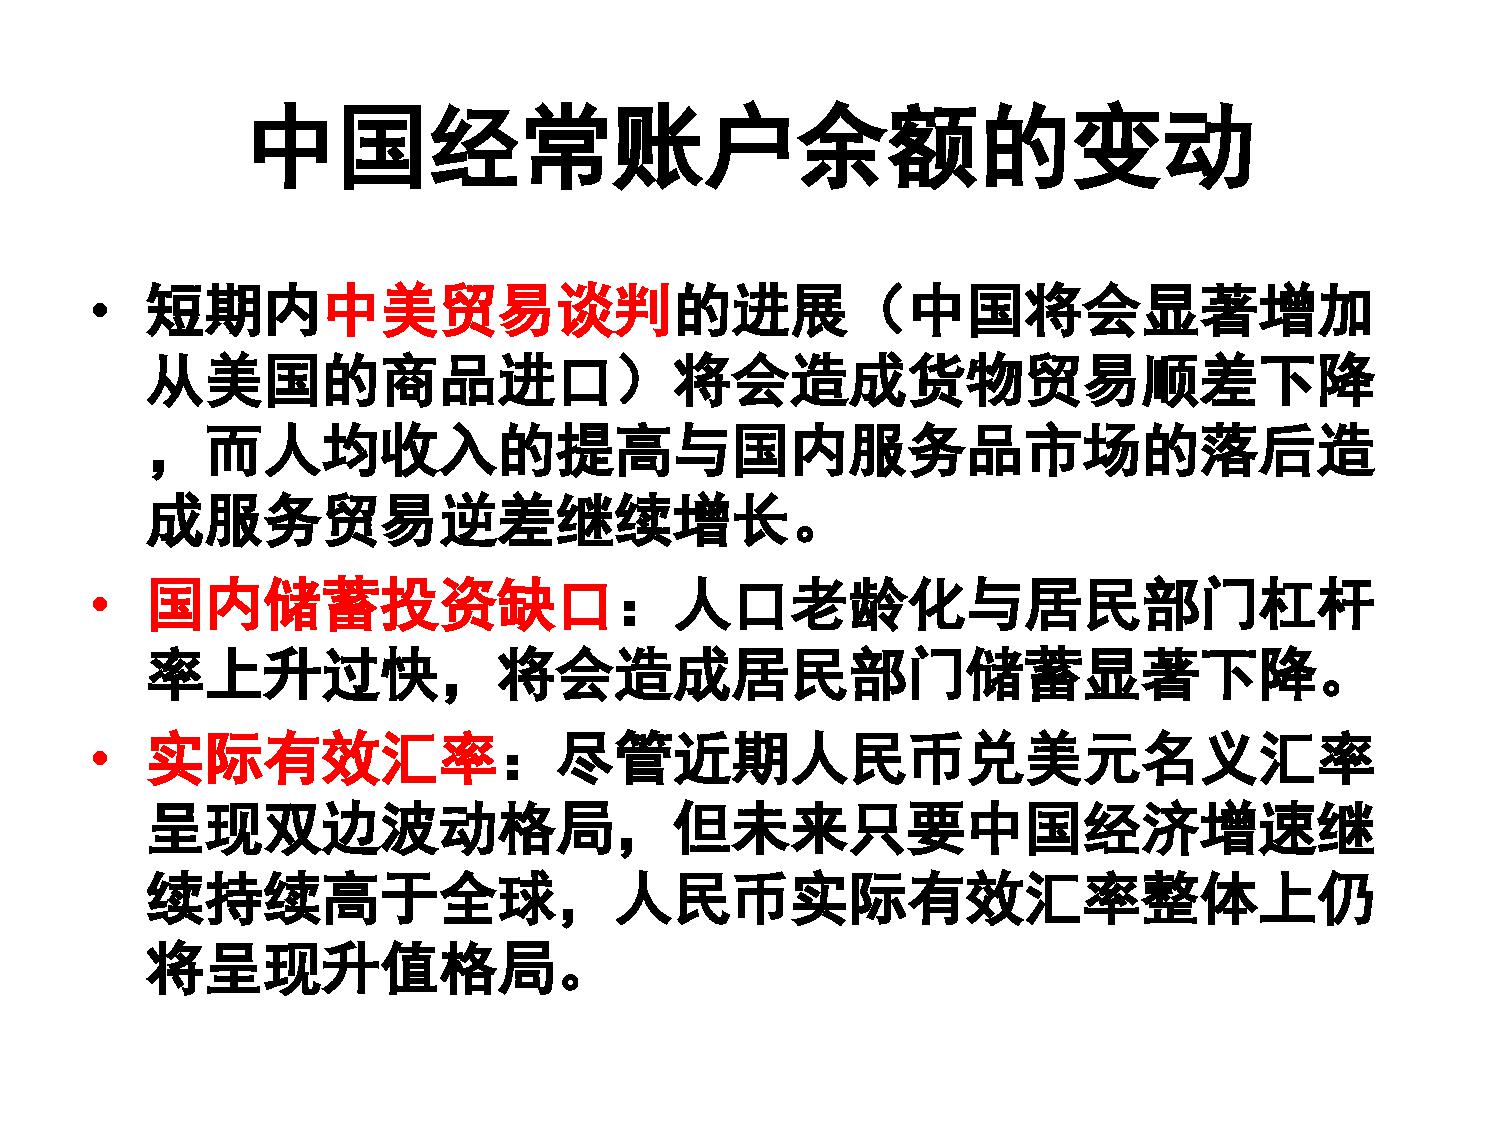 中国经常账户余额的变动
• 短期内中美贸易谈判的进展（中国将会显著增加
从美国的商品进口）将会造成货物贸易顺差下降
，而人均收入的提高与国内服务品市场的落后造
成服务贸易逆差继续增长。
• 国内储蓄投资缺口：人口老龄化与居民部门杠杆
率上升过快，将会造成居民部门储蓄显著下降。
• 实际有效汇率：尽管近期人民币兑美元名义汇率
呈现双边波动格局，但未来只要中国经济增速继
续持续高于全球，人民币实际有效汇率整体上仍
将呈现升值格局。